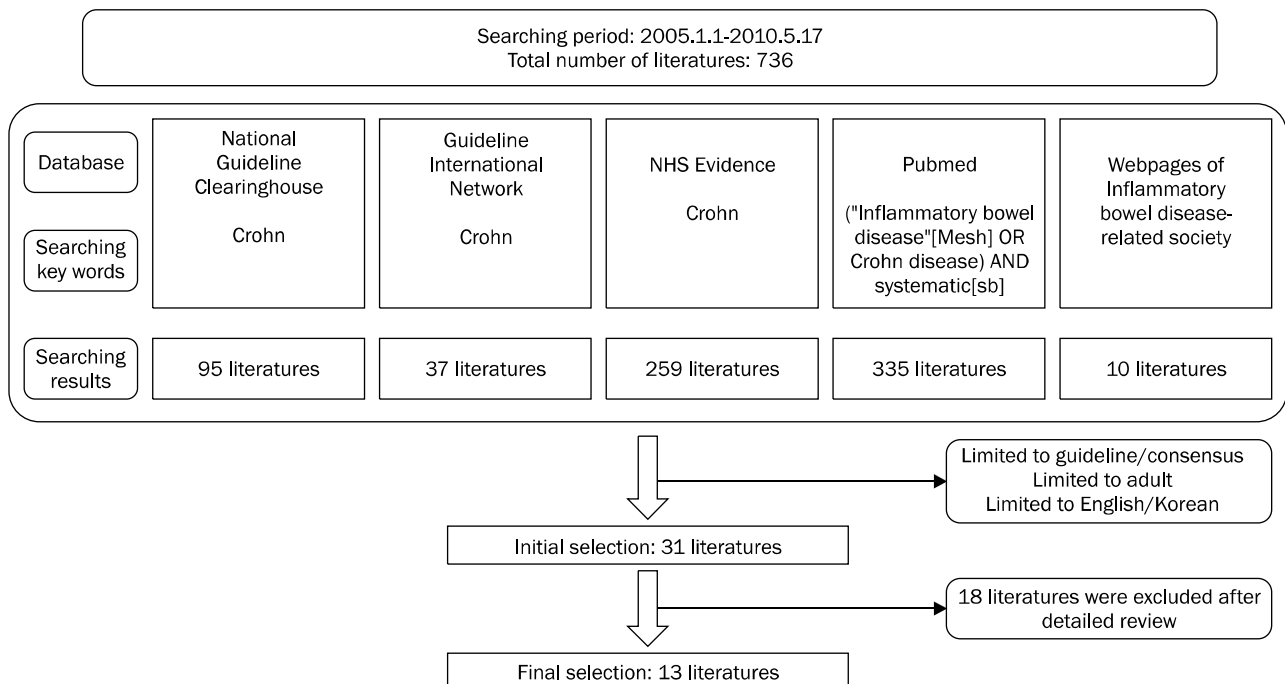 Searching period: 2005.1.1-2010.5.17
Total number of literatures: 736
Database
National
Guideline
Clearinghouse
Crohn
Guideline
International
Network
Crohn
NHS Evidence
Crohn
Pubmed
("Inflammatory bowel
disease"[Mesh] OR
Crohn disease) AND
systematic[sb]
Webpages of
Inflammatory
bowel disease-
related society
Searching
key words
Searching
results
95 literatures
37 literatures
259 literatures
335 literatures
10 literatures
Limited to guideline/consensus
Limited to adult
Limited to English/Korean
Initial selection: 31 literatures
18 literatures were excluded after
detailed review
Final selection: 13 literatures